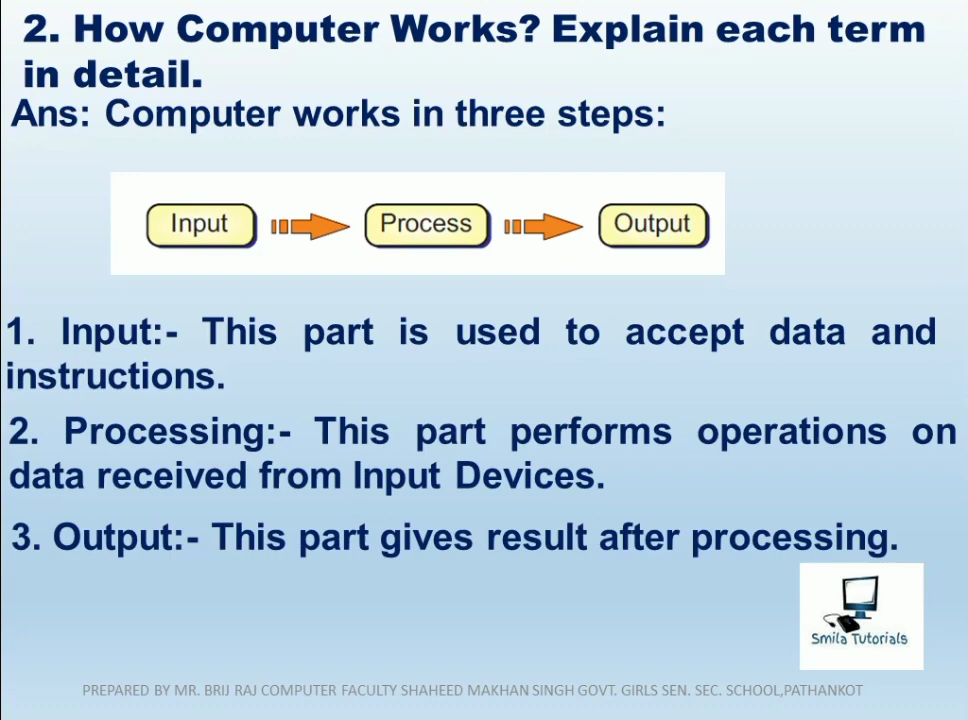 2. How Computer Works? Explain each term
in detail.
Ans: Computer works in three steps:
Input Process Output
1. Input:- This part is used to accept data and
instructions.
2. Processing:- This part performs operations on
data received from Input Devices.
3. Output:- This part gives result after processing.
Smila Tutorials
PREPARED BY MR. BRIJ RAJ COMPUTER FACULTY SHAHEED MAKHAN SINGH GOVT. GIRLS SEN. SEC. SCHOOL,PATHANKOT